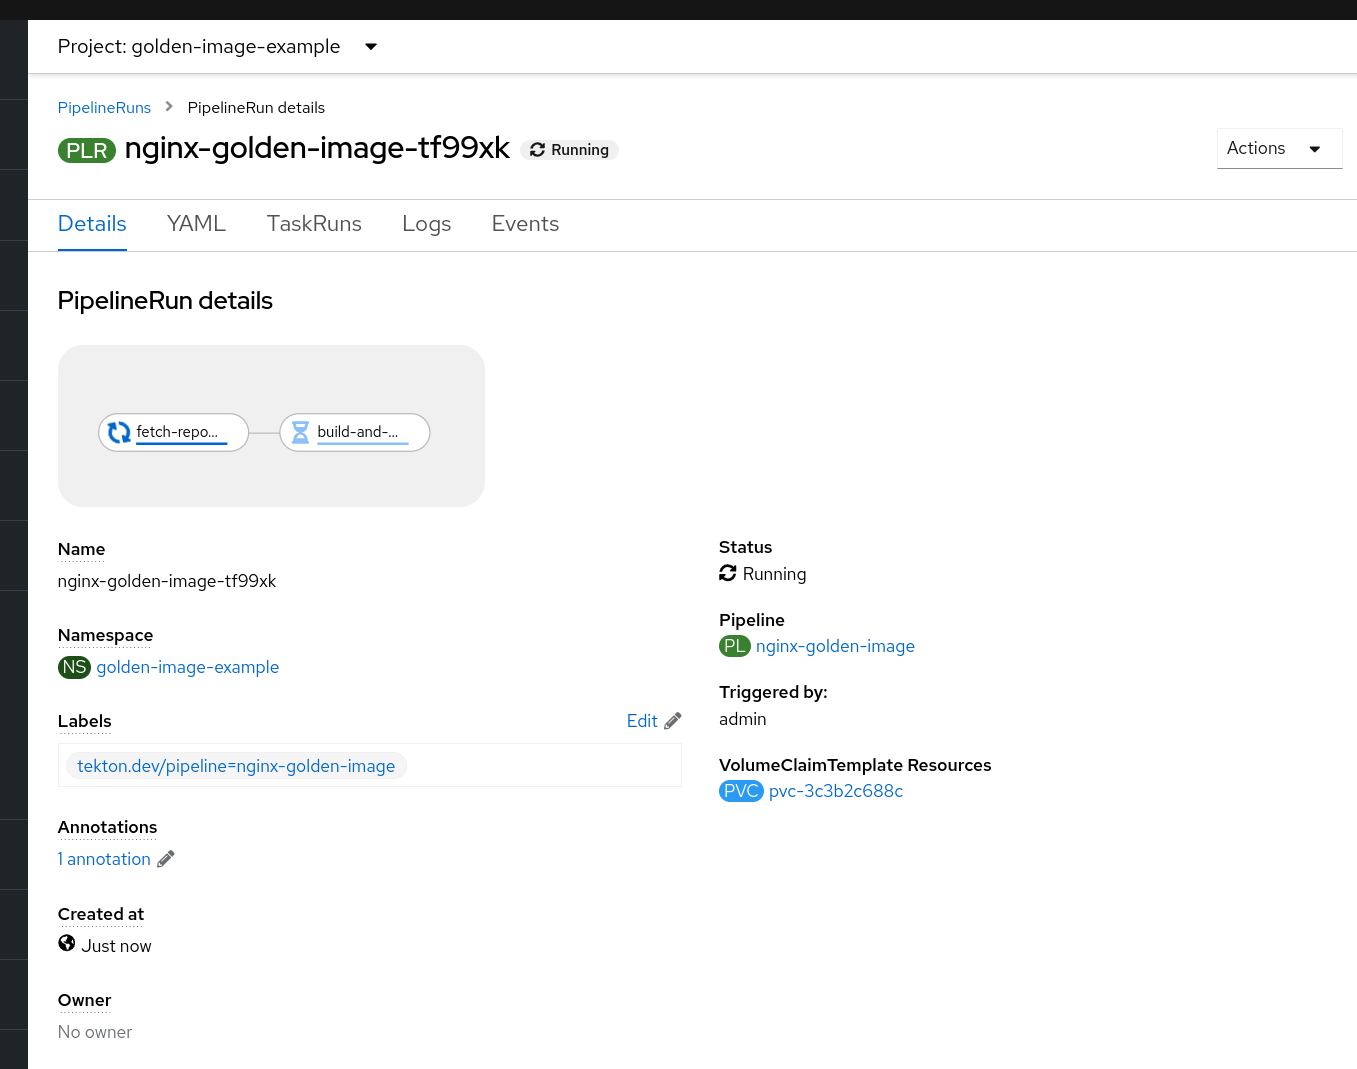 Project: golden-image-example
PipelineRuns > PipelineRun details
PLR nginx-golden-image-tf99xk Running
Actions
Details YAML TaskRuns Logs Events
PipelineRun details
fetch-repo... build-and-...
Name
nginx-golden-image-tf99xk
Namespace
NS golden-image-example
Labels Edit
tekton.dev/pipeline=nginx-golden-image
Annotations
1 annotation
Created at
Just now
Owner
No owner
Status
Running
Pipeline
PL nginx-golden-image
Triggered by:
admin
VolumeClaimTemplate Resources
PVC pvc-3c3b2c688c